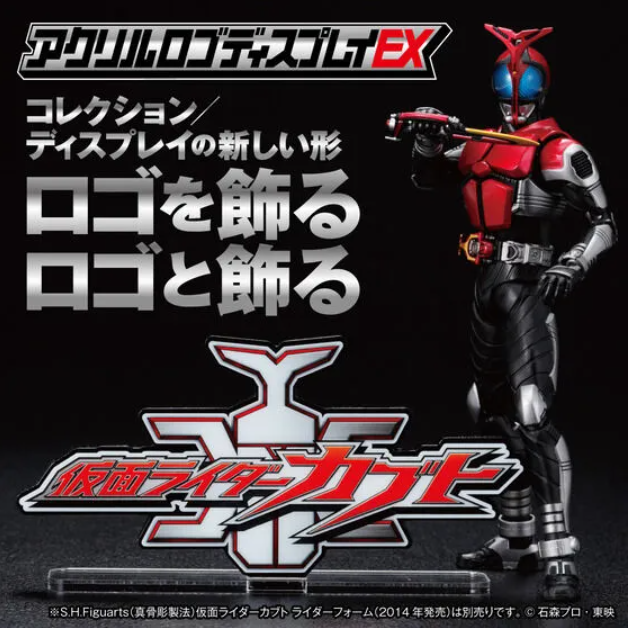 アクリルロゴディスプレイEX
コレクション/
ディスプレイの新しい形
ロゴを飾る
ロゴと飾る
仮面ライダーカブト
※S.H.Figuarts(真骨彫製法)仮面ライダーカブト ライダーフォーム(2014年発売)は別売りです。 © 石森プロ・東映